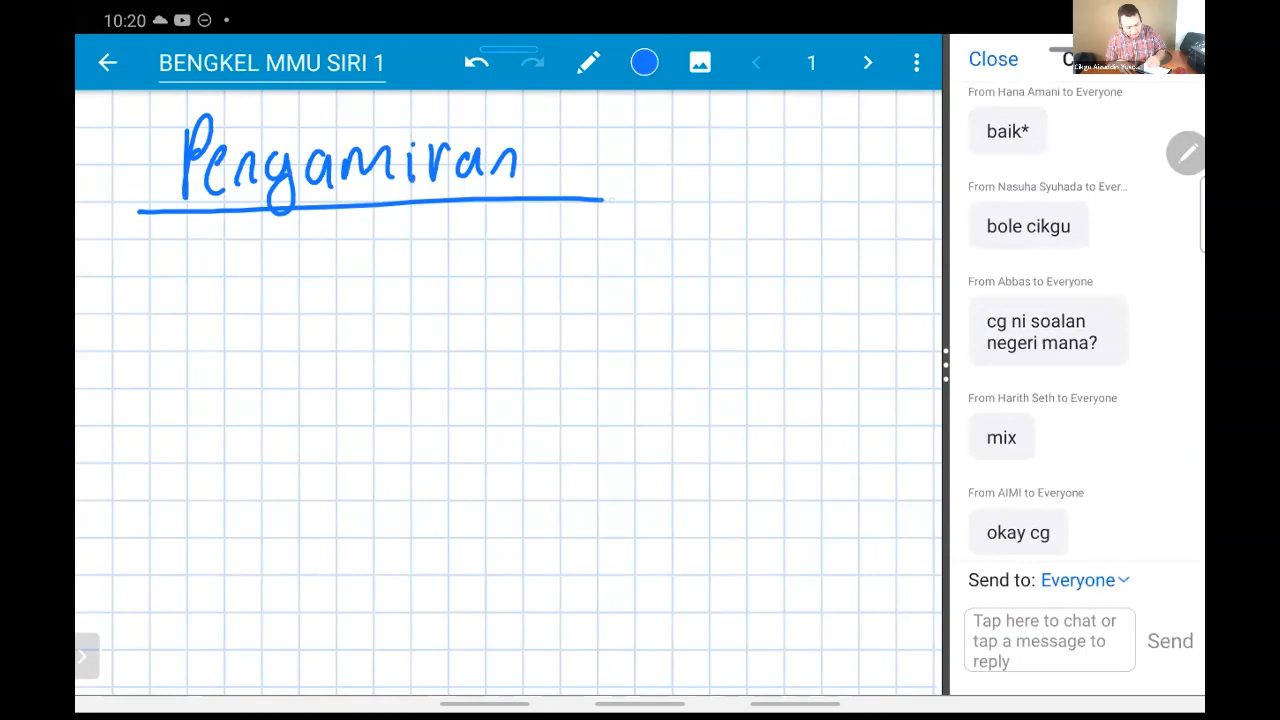 10:20
BENGKEL MMU SIRI 1
1
Pengamiran
Close
From Hana Amani to Everyone
baik*
From Nasuha Syuhada to Ever...
bole cikgu
From Abbas to Everyone
cg ni soalan
negeri mana?
From Harith Seth to Everyone
mix
From AIMI to Everyone
okay cg
Send to: Everyone
Tap here to chat or
tap a message to
reply
Send